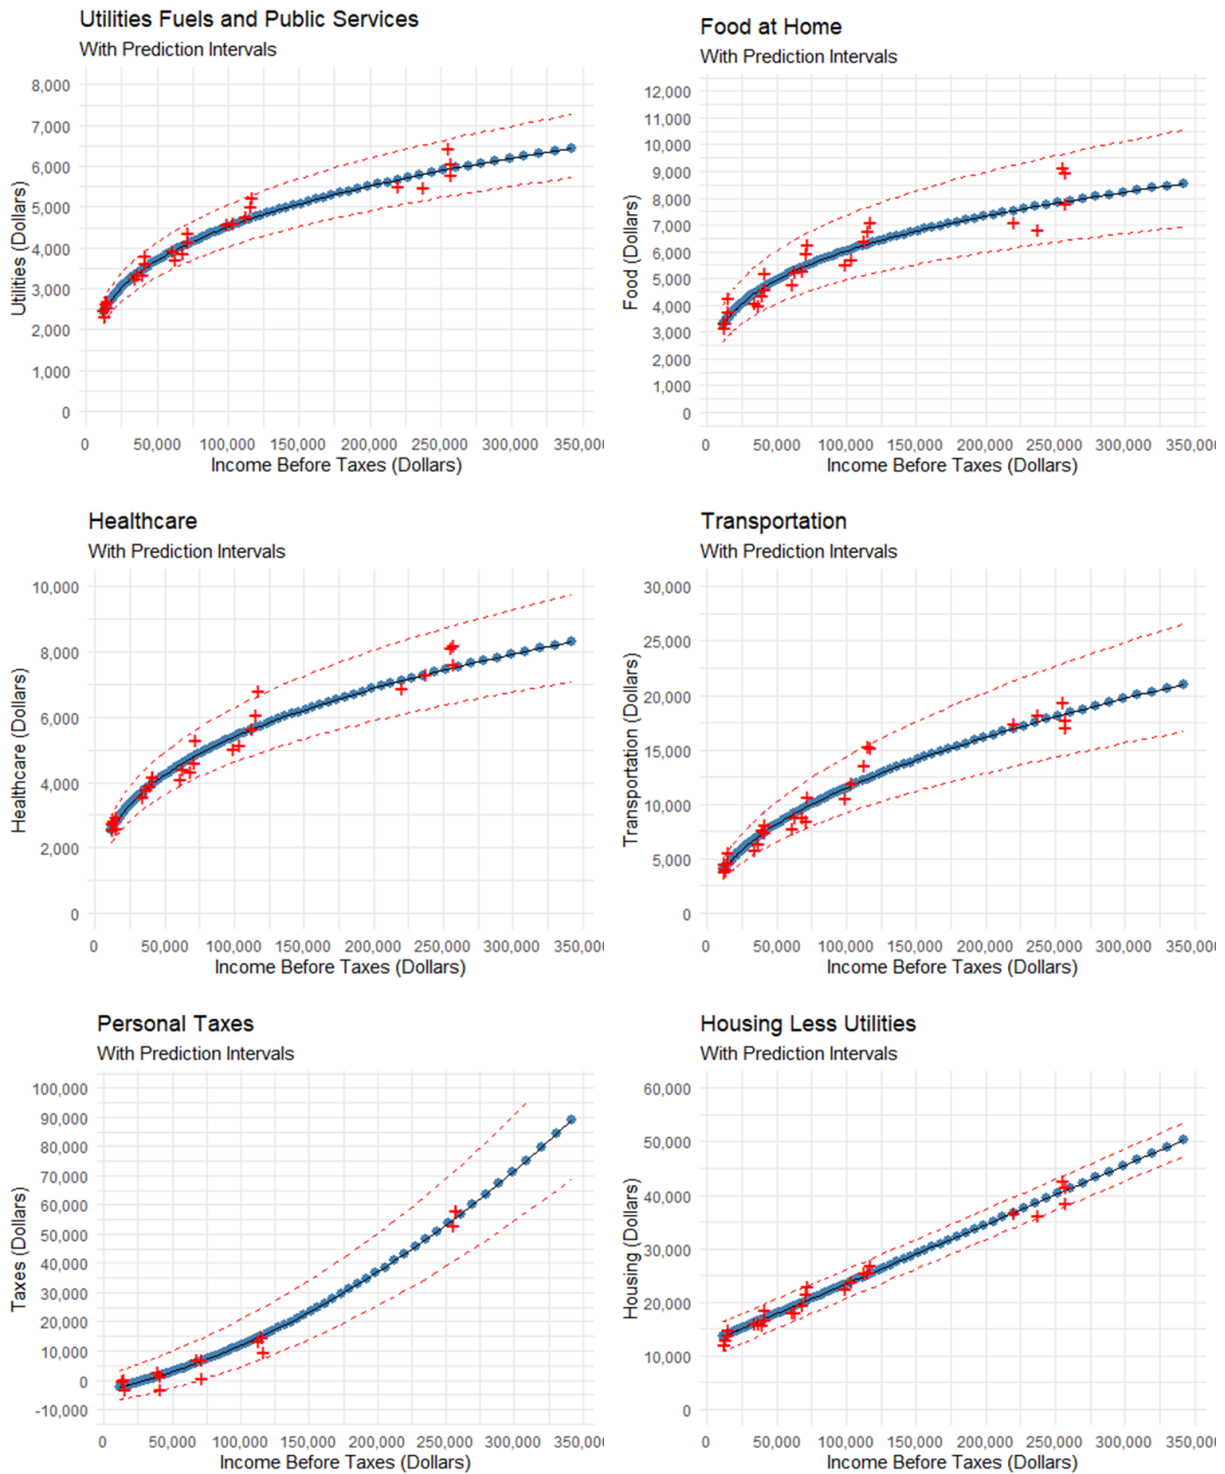 Utilities Fuels and Public Services
With Prediction Intervals
8,000
7,000
6,000
5,000
4,000
3,000
2,000
1,000
0
Utilities (Dollars)
0 50,000 100,000 150,000 200,000 250,000 300,000 350,000
Income Before Taxes (Dollars)
Food at Home
With Prediction Intervals
12,000
11,000
10,000
9,000
8,000
7,000
6,000
5,000
4,000
3,000
2,000
1,000
0
Food (Dollars)
0 50,000 100,000 150,000 200,000 250,000 300,000 350,000
Income Before Taxes (Dollars)
Healthcare
With Prediction Intervals
10,000
8,000
6,000
4,000
2,000
0
Healthcare (Dollars)
0 50,000 100,000 150,000 200,000 250,000 300,000 350,000
Income Before Taxes (Dollars)
Transportation
With Prediction Intervals
30,000
25,000
20,000
15,000
10,000
5,000
0
Transportation (Dollars)
0 50,000 100,000 150,000 200,000 250,000 300,000 350,000
Income Before Taxes (Dollars)
Personal Taxes
With Prediction Intervals
100,000
90,000
80,000
70,000
60,000
50,000
40,000
30,000
20,000
10,000
0
-10,000
Taxes (Dollars)
0 50,000 100,000 150,000 200,000 250,000 300,000 350,000
Income Before Taxes (Dollars)
Housing Less Utilities
With Prediction Intervals
60,000
50,000
40,000
30,000
20,000
10,000
0
Housing (Dollars)
0 50,000 100,000 150,000 200,000 250,000 300,000 350,000
Income Before Taxes (Dollars)